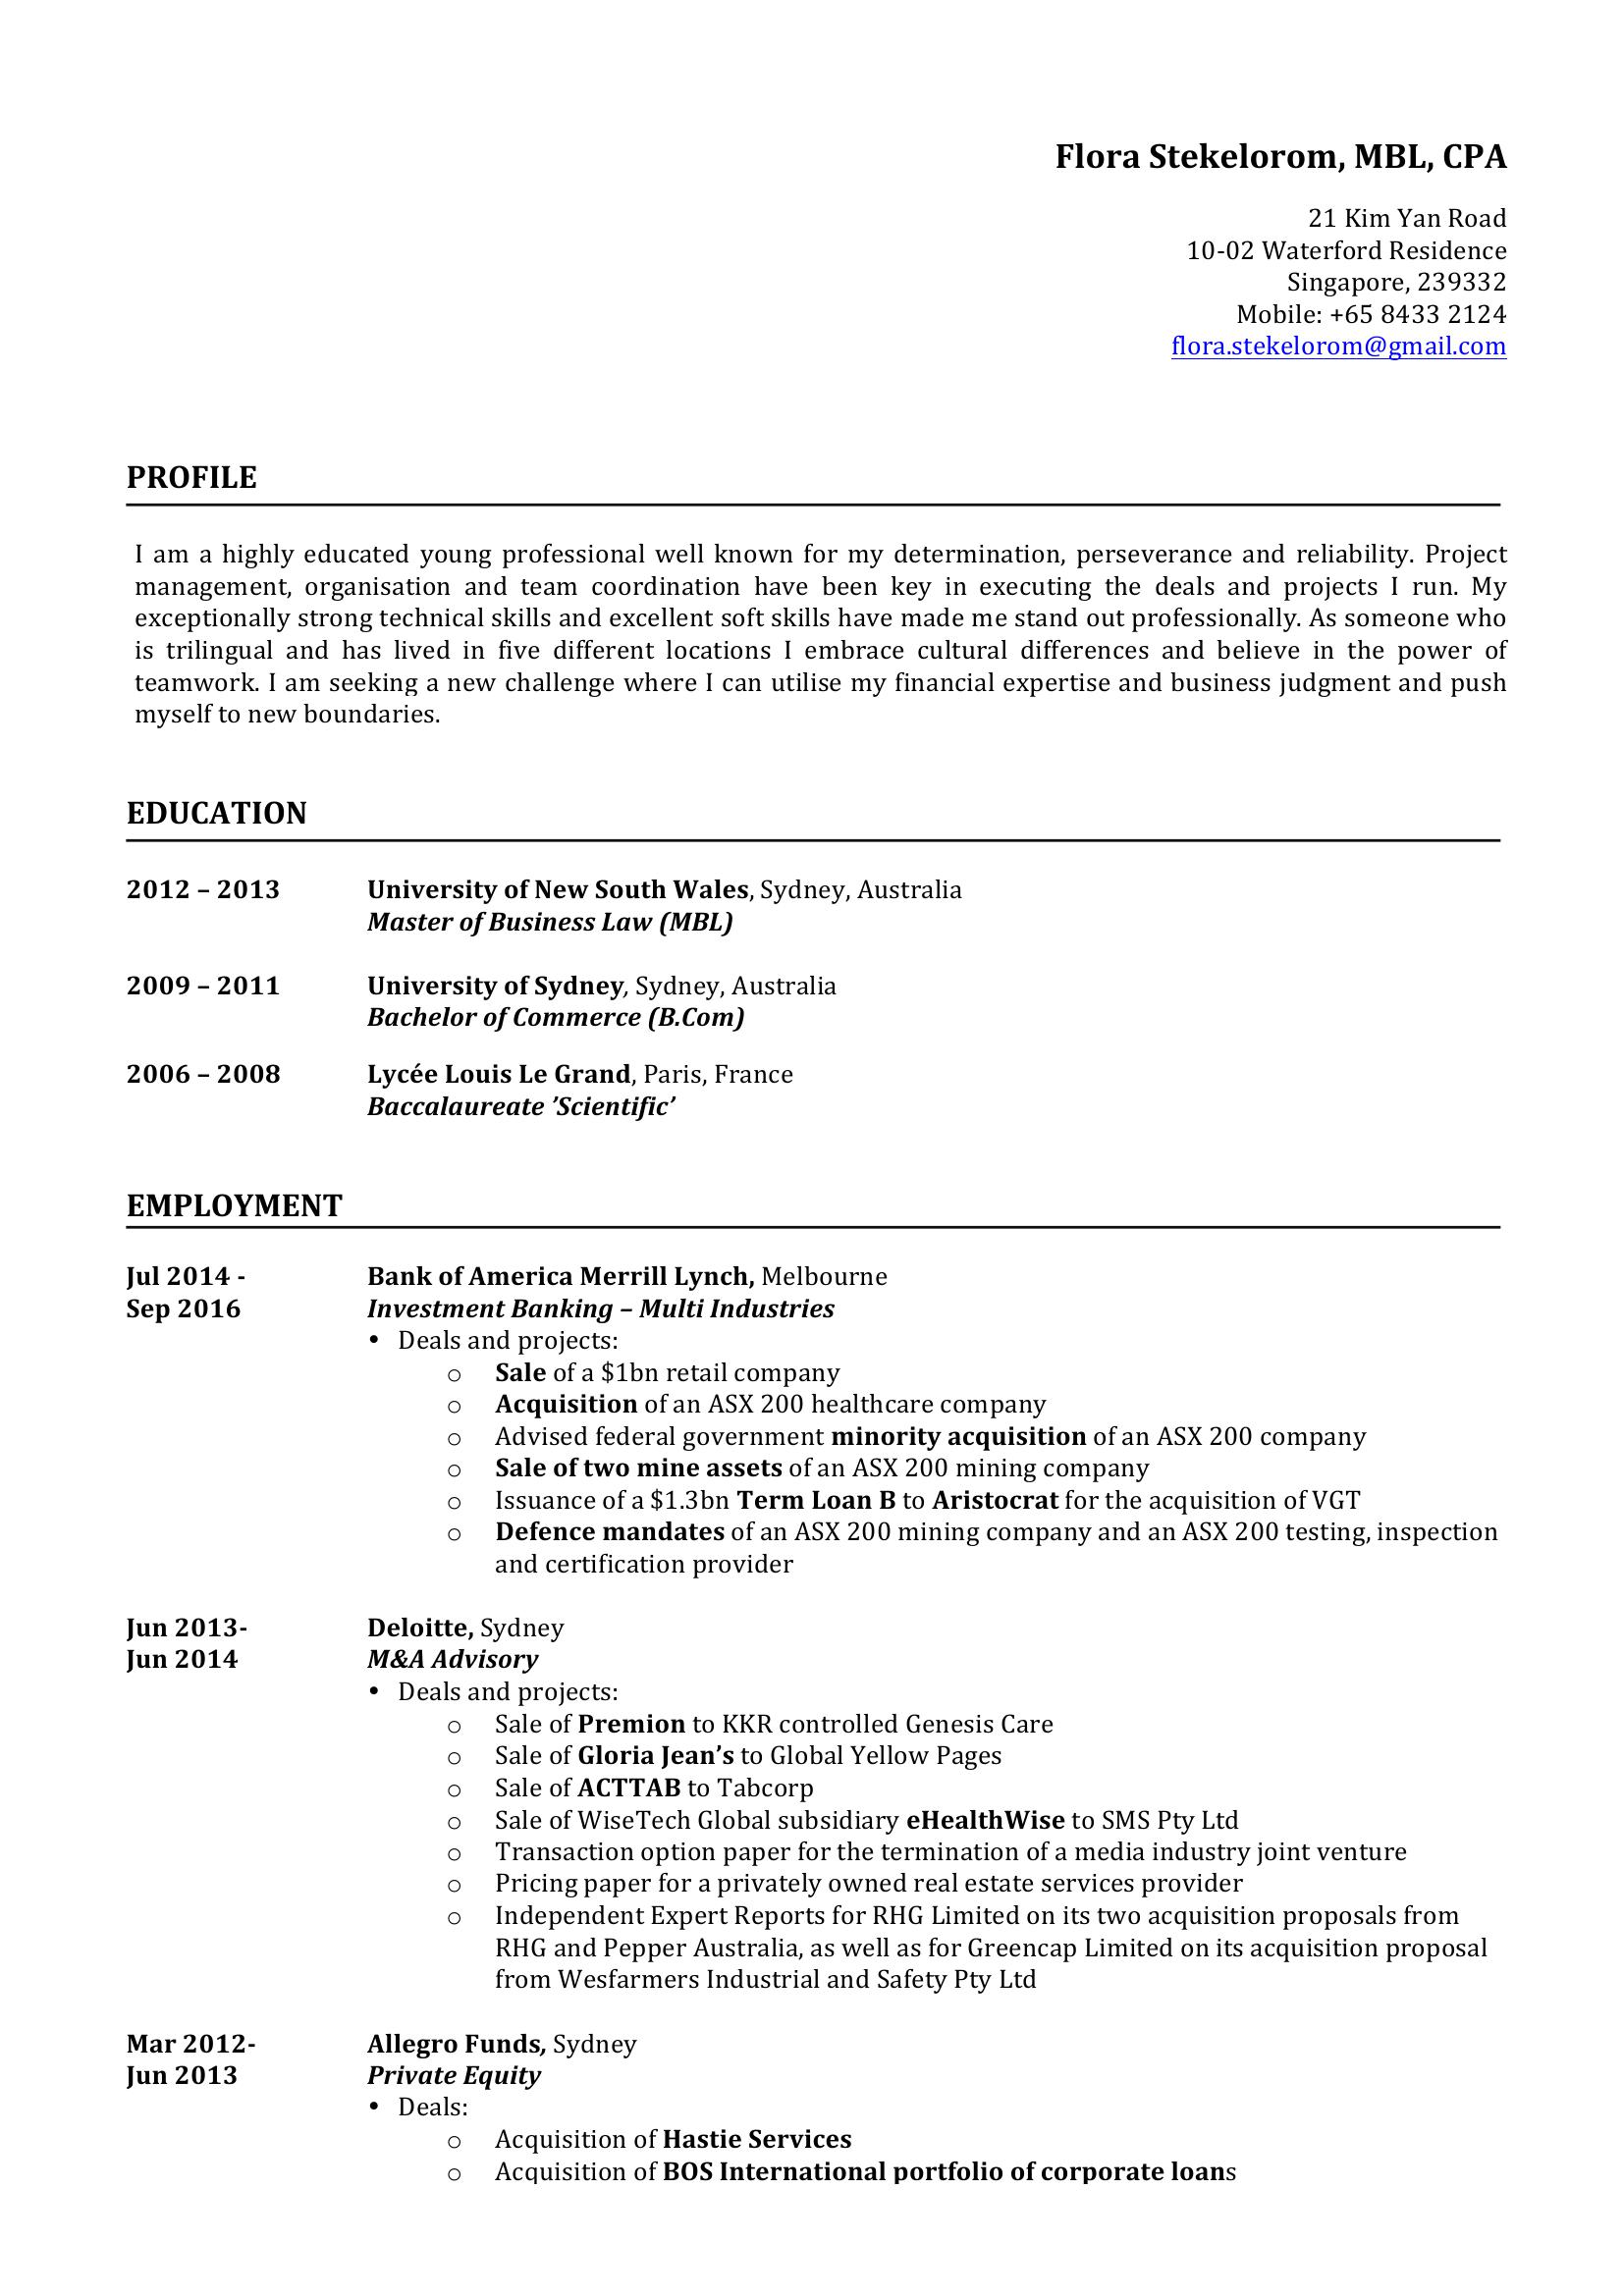 Flora Stekelorom, MBL, CPA
21 Kim Yan Road
10-02 Waterford Residence
Singapore, 239332
Mobile: +65 8433 2124
flora.stekelorom@gmail.com
PROFILE
I am a highly educated young professional well known for my determination, perseverance and reliability. Project
management, organisation and team coordination have been key in executing the deals and projects I run. My
exceptionally strong technical skills and excellent soft skills have made me stand out professionally. As someone who
is trilingual and has lived in five different locations I embrace cultural differences and believe in the power of
teamwork. I am seeking a new challenge where I can utilise my financial expertise and business judgment and push
myself to new boundaries.
EDUCATION
2012 – 2013 University of New South Wales, Sydney, Australia
Master of Business Law (MBL)
2009 – 2011 University of Sydney, Sydney, Australia
Bachelor of Commerce (B.Com)
2006 – 2008 Lycée Louis Le Grand, Paris, France
Baccalaureate ’Scientific’
EMPLOYMENT
Jul 2014 - Bank of America Merrill Lynch, Melbourne
Sep 2016 Investment Banking – Multi Industries
• Deals and projects:
o Sale of a $1bn retail company
o Acquisition of an ASX 200 healthcare company
o Advised federal government minority acquisition of an ASX 200 company
o Sale of two mine assets of an ASX 200 mining company
o Issuance of a $1.3bn Term Loan B to Aristocrat for the acquisition of VGT
o Defence mandates of an ASX 200 mining company and an ASX 200 testing, inspection
and certification provider
Jun 2013- Deloitte, Sydney
Jun 2014 M&A Advisory
• Deals and projects:
o Sale of Premion to KKR controlled Genesis Care
o Sale of Gloria Jean’s to Global Yellow Pages
o Sale of ACTTAB to Tabcorp
o Sale of WiseTech Global subsidiary eHealthWise to SMS Pty Ltd
o Transaction option paper for the termination of a media industry joint venture
o Pricing paper for a privately owned real estate services provider
o Independent Expert Reports for RHG Limited on its two acquisition proposals from
RHG and Pepper Australia, as well as for Greencap Limited on its acquisition proposal
from Wesfarmers Industrial and Safety Pty Ltd
Mar 2012- Allegro Funds, Sydney
Jun 2013 Private Equity
• Deals:
o Acquisition of Hastie Services
o Acquisition of BOS International portfolio of corporate loans